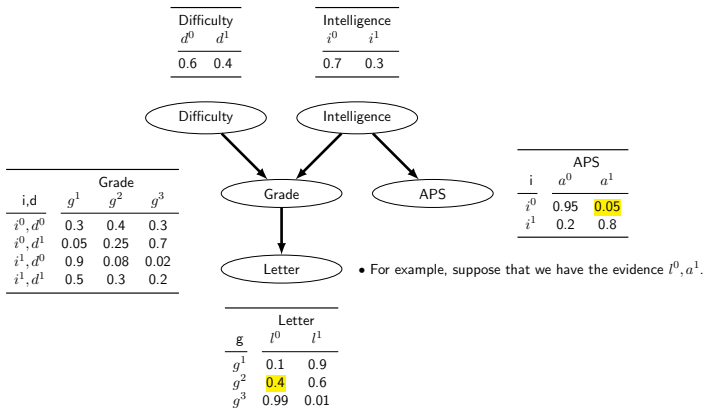 Difficulty
d⁰ d¹
0.6 0.4
Intelligence
i⁰ i¹
0.7 0.3
Difficulty
Intelligence
Grade
APS
Letter
Grade
i,d g¹ g² g³
i⁰, d⁰ 0.3 0.4 0.3
i⁰, d¹ 0.05 0.25 0.7
i¹, d⁰ 0.9 0.08 0.02
i¹, d¹ 0.5 0.3 0.2
APS
i a⁰ a¹
i⁰ 0.95 0.05
i¹ 0.2 0.8
• For example, suppose that we have the evidence l⁰, a¹.
Letter
g l⁰ l¹
g¹ 0.1 0.9
g² 0.4 0.6
g³ 0.99 0.01